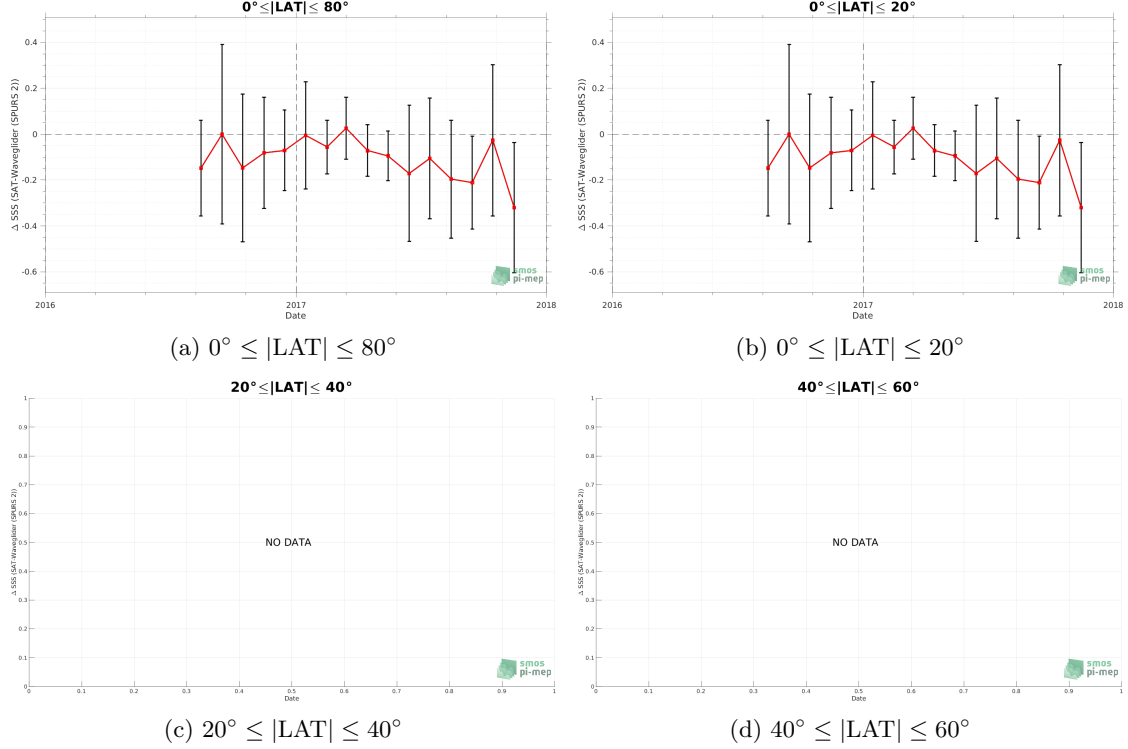 0°≤|LAT|≤ 80°
Δ SSS (SAT-Waveglider (SPURS 2))
0.4
0.2
0
-0.2
-0.4
-0.6
2016
2017
2018
Date
smos
pi-mep
(a) 0° ≤ |LAT| ≤ 80°
0°≤|LAT|≤ 20°
Δ SSS (SAT-Waveglider (SPURS 2))
0.4
0.2
0
-0.2
-0.4
-0.6
2016
2017
2018
Date
smos
pi-mep
(b) 0° ≤ |LAT| ≤ 20°
20°≤|LAT|≤ 40°
Δ SSS (SAT-Waveglider (SPURS 2))
1
0.9
0.8
0.7
0.6
0.5
0.4
0.3
0.2
0.1
0
NO DATA
0 0.1 0.2 0.3 0.4 0.5 0.6 0.7 0.8 0.9 1
Date
smos
pi-mep
(c) 20° ≤ |LAT| ≤ 40°
40°≤|LAT|≤ 60°
Δ SSS (SAT-Waveglider (SPURS 2))
1
0.9
0.8
0.7
0.6
0.5
0.4
0.3
0.2
0.1
0
NO DATA
0 0.1 0.2 0.3 0.4 0.5 0.6 0.7 0.8 0.9 1
Date
smos
pi-mep
(d) 40° ≤ |LAT| ≤ 60°